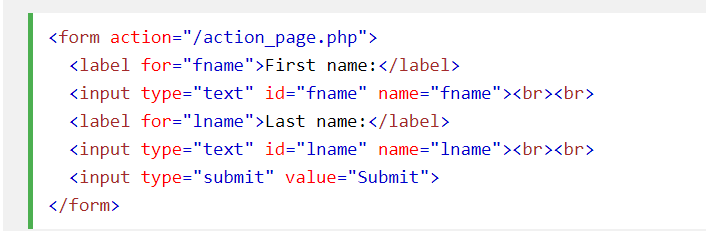 <form action="/action_page.php">
<label for="fname">First name:</label>
<input type="text" id="fname" name="fname"><br><br>
<label for="lname">Last name:</label>
<input type="text" id="lname" name="lname"><br><br>
<input type="submit" value="Submit">
</form>